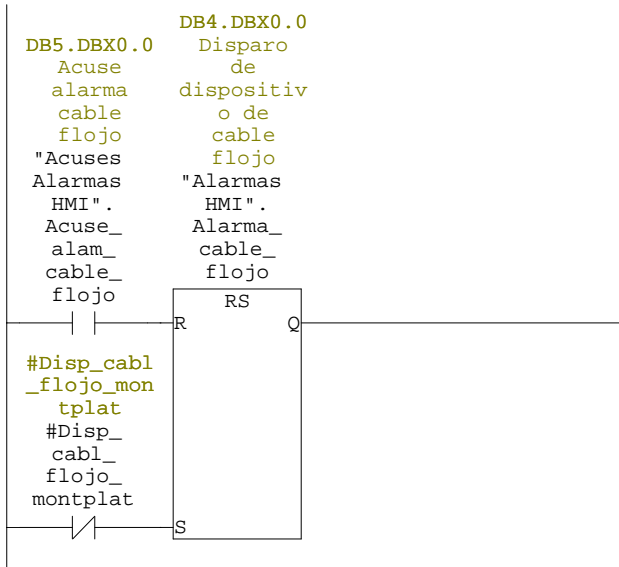 DB4.DBX0.0
DB5.DBX0.0
Disparo
Acuse
de
alarma
dispositiv
cable
o de
flojo
cable
"Acuses
flojo
Alarmas
"Alarmas
HMI".
HMI".
Acuse_
Alarma_
alam_
cable_
cable_
flojo
flojo
RS
R
Q
#Disp_cabl
_flojo_mon
tplat
#Disp_
cabl_
flojo_
montplat
S